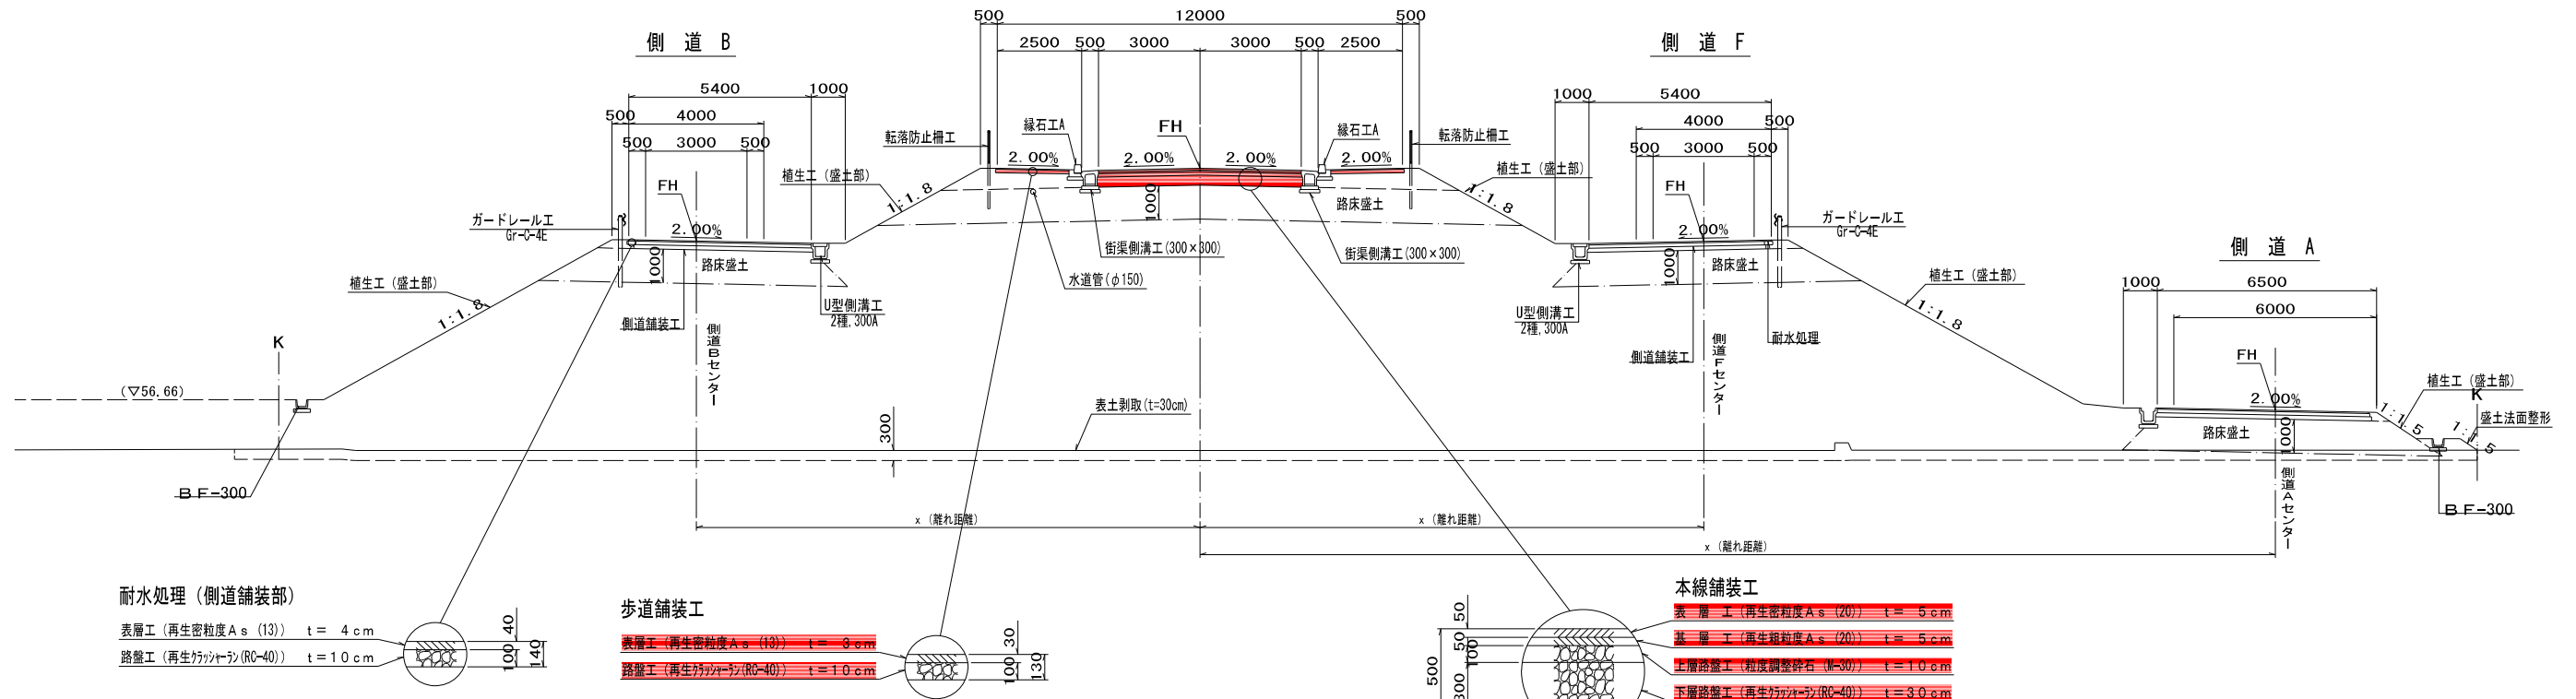 500
12000
500
側 道 B
側 道 F
2500
500
3000
3000
500
2500
5400
1000
1000
5400
500
4000
4000
500
500
3000
500
500
3000
500
転落防止柵工
縁石工A
FH
縁石工A
転落防止柵工
2.00%
2.00%
2.00%
2.00%
植生工(盛土部)
植生工(盛土部)
FH
FH
1:1.8
1:1.8
1000
路床盛土
ガードレール工
Gr-C-4E
2.00%
2.00%
ガードレール工
Gr-C-4E
側 道 A
街渠側溝工(300×300)
街渠側溝工(300×300)
1000
路床盛土
1000
路床盛土
水道管(φ150)
植生工(盛土部)
植生工(盛土部)
1:1.8
1:1.8
1000
6500
6000
U型側溝工
2種,300A
U型側溝工
2種,300A
側道舗装工
側道Bセンター
側道舗装工
側道Fセンター
耐水処理
K
FH
(▽56.66)
植生工(盛土部)
K
2.00%
1:1.5
盛土法面整形
1:1.5
表土剥取(t=30cm)
300
路床盛土
1000
側道Aセンター
BF-300
BF-300
x (離れ距離)
x (離れ距離)
x (離れ距離)
耐水処理(側道舗装部)
表層工(再生密粒度As(13)) t= 4cm
路盤工(再生クラッシャーラン(RC-40)) t=10cm
40
100
140
歩道舗装工
表層工(再生密粒度As(13)) t= 3cm
路盤工(再生クラッシャーラン(RC-40)) t=10cm
30
100
130
本線舗装工
表 層 工(再生密粒度As(20)) t= 5cm
基 層 工(再生粗粒度As(20)) t= 5cm
上層路盤工(粒度調整砕石(M-30)) t=10cm
下層路盤工(再生クラッシャーラン(RC-40)) t=30cm
50
50
100
500